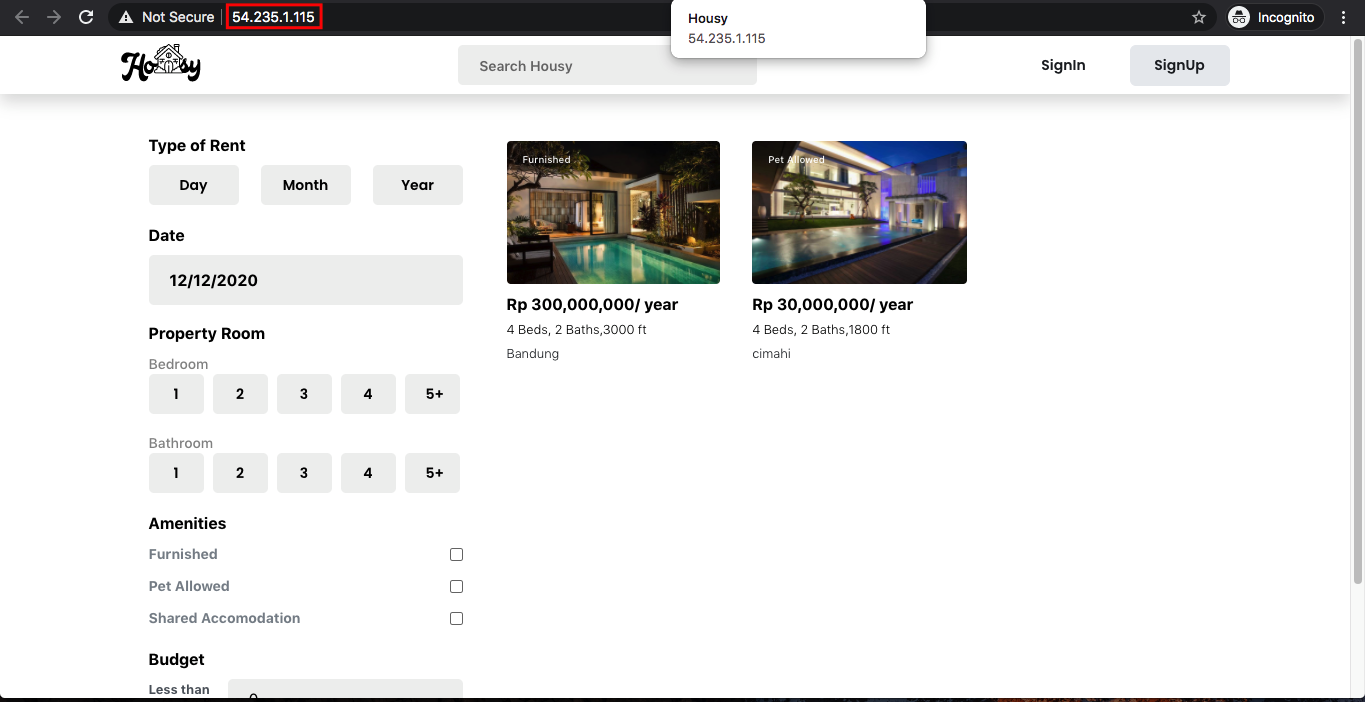 Not Secure | 54.235.1.115
Incognito
Housy
54.235.1.115
Housy
Search Housy
SignIn
SignUp
Type of Rent
Day
Month
Year
Date
12/12/2020
Property Room
Bedroom
1
2
3
4
5+
Bathroom
1
2
3
4
5+
Amenities
Furnished
Pet Allowed
Shared Accomodation
Budget
Less than
Furnished
Rp 300,000,000/ year
4 Beds, 2 Baths,3000 ft
Bandung
Pet Allowed
Rp 30,000,000/ year
4 Beds, 2 Baths,1800 ft
cimahi